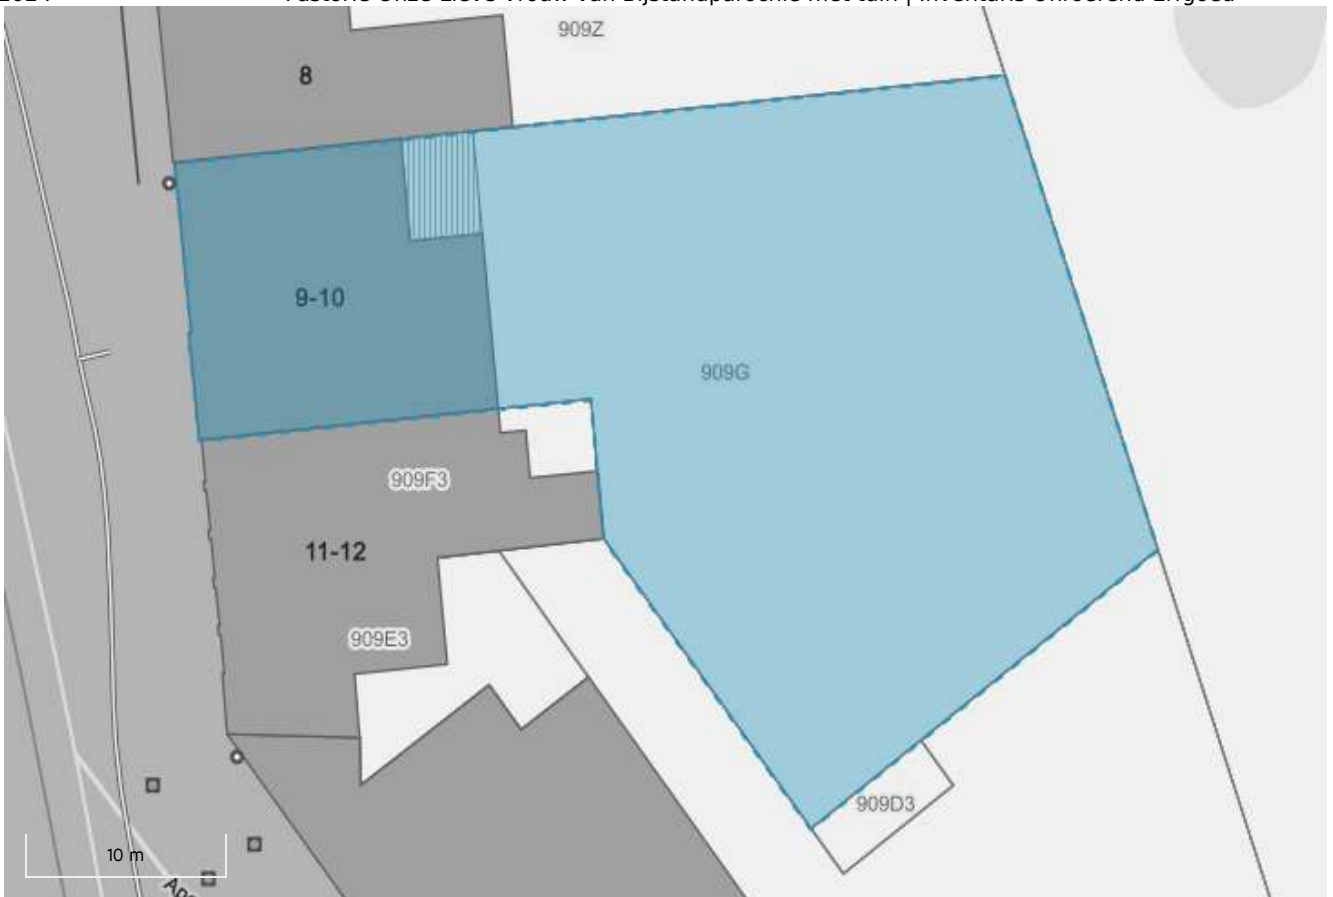 Pastorie Onze-Lieve-Vrouw van Bijstandparochie met tuin | Inventaris Onroerend Erfgoed
909Z
8
9-10
909G
909F3
11-12
909E3
909D3
10 m